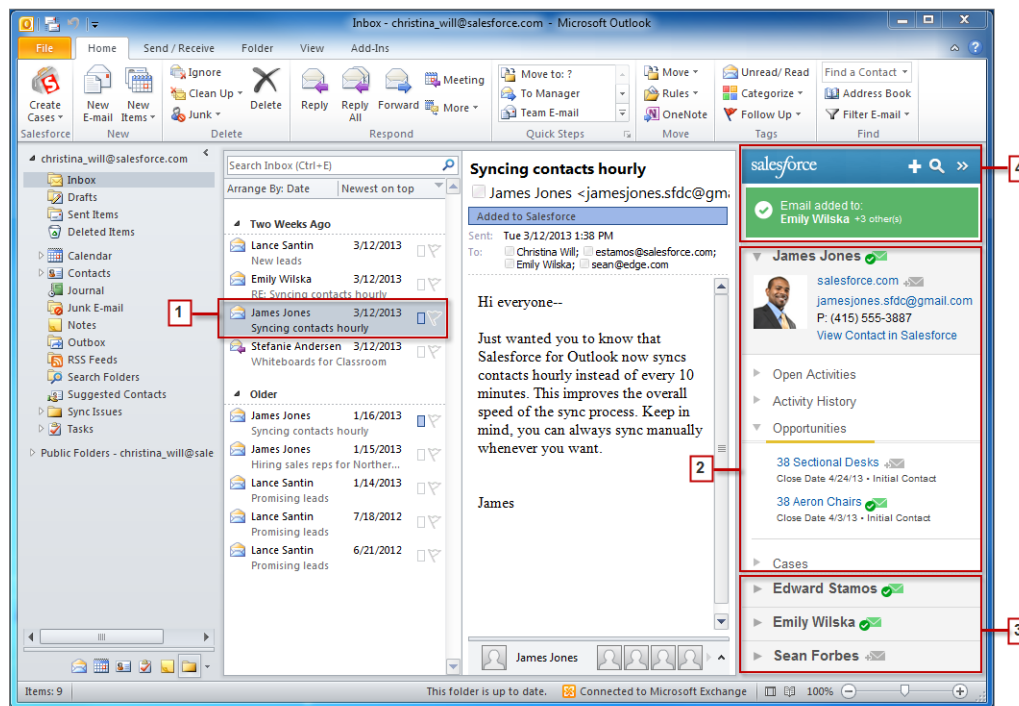 Inbox - christina_will@salesforce.com - Microsoft Outlook
File Home Send / Receive Folder View Add-Ins
Create Cases
Salesforce
New E-mail
New Items
New
Ignore
Clean Up
Junk
Delete
Delete
Reply
Reply All
Forward
Meeting
More
Respond
Move to: ?
To Manager
Team E-mail
Quick Steps
Move
Rules
OneNote
Move
Unread/ Read
Categorize
Follow Up
Tags
Find a Contact
Address Book
Filter E-mail
Find
christina_will@salesforce.com
Inbox
Drafts
Sent Items
Deleted Items
Calendar
Contacts
Journal
Junk E-mail
Notes
Outbox
RSS Feeds
Search Folders
Suggested Contacts
Sync Issues
Tasks
Public Folders - christina_will@sale
1
Search Inbox (Ctrl+E)
Arrange By: Date Newest on top
Two Weeks Ago
Lance Santin 3/12/2013
New leads
Emily Wilska 3/12/2013
RE: Syncing contacts hourly
James Jones 3/12/2013
Syncing contacts hourly
Stefanie Andersen 3/12/2013
Whiteboards for Classroom
Older
James Jones 1/16/2013
Syncing contacts hourly
James Jones 1/15/2013
Hiring sales reps for Norther...
Lance Santin 1/14/2013
Promising leads
Lance Santin 7/18/2012
Promising leads
Lance Santin 6/21/2012
Promising leads
Syncing contacts hourly
James Jones <jamesjones.sfdc@gm
Added to Salesforce
Sent: Tue 3/12/2013 1:38 PM
To: Christina Will; estamos@salesforce.com;
Emily Wilska; sean@edge.com
Hi everyone--
Just wanted you to know that
Salesforce for Outlook now syncs
contacts hourly instead of every 10
minutes. This improves the overall
speed of the sync process. Keep in
mind, you can always sync manually
whenever you want.
James
James Jones
2
salesforce
4
Email added to:
Emily Wilska +3 other(s)
James Jones
salesforce.com
jamesjones.sfdc@gmail.com
P: (415) 555-3887
View Contact in Salesforce
Open Activities
Activity History
Opportunities
38 Sectional Desks
Close Date 4/24/13 • Initial Contact
38 Aeron Chairs
Close Date 4/3/13 • Initial Contact
Cases
Edward Stamos
Emily Wilska
3
Sean Forbes
Items: 9
This folder is up to date.
Connected to Microsoft Exchange
100%